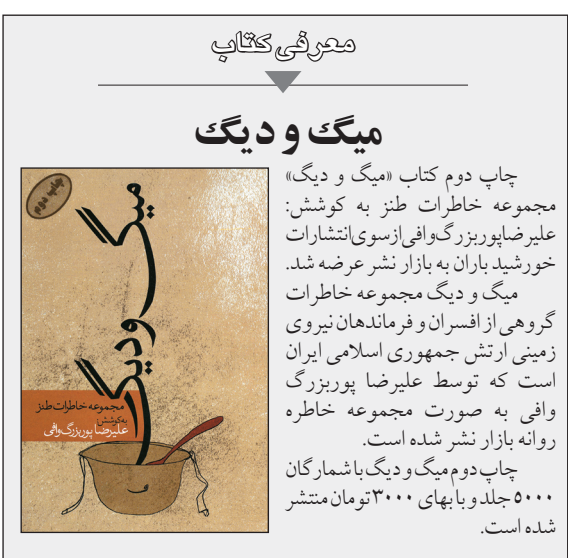 معرفی کتاب
میگ و دیگ
چاپ دوم کتاب «میگ و دیگ»
مجموعه خاطرات طنز به کوشش:
علیرضاپوربزرگ‌وافی‌ازسوی‌انتشارات
خورشید باران به بازار نشر عرضه شد.
میگ و دیگ مجموعه خاطرات
گروهی از افسران و فرماندهان نیروی
زمینی ارتش جمهوری اسلامی ایران
است که توسط علیرضا پوربزرگ
وافی به صورت مجموعه خاطره
روانه بازار نشر شده است.
چاپ دوم میگ و دیگ با شمارگان
۵۰۰۰ جلد و با بهای ۳۰۰۰ تومان منتشر
شده است.
چاپ دوم
میگ و دیگ
مجموعه خاطرات طنز
به‌کوشش
علیرضا پوربزرگ‌وافی